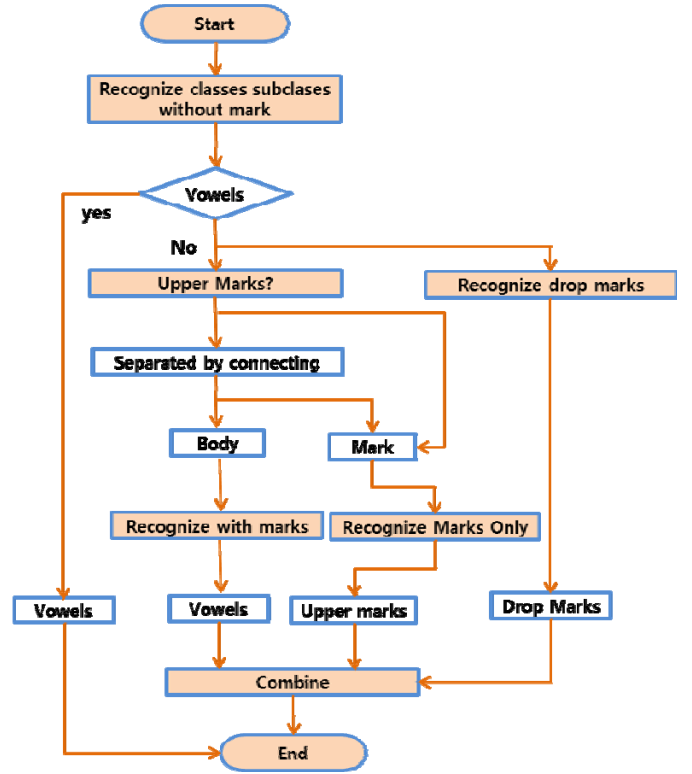 Start
Recognize classes subclases
without mark
Vowels
yes
No
Upper Marks?
Recognize drop marks
Separated by connecting
Body
Mark
Recognize with marks
Recognize Marks Only
Vowels
Vowels
Upper marks
Drop Marks
Combine
End